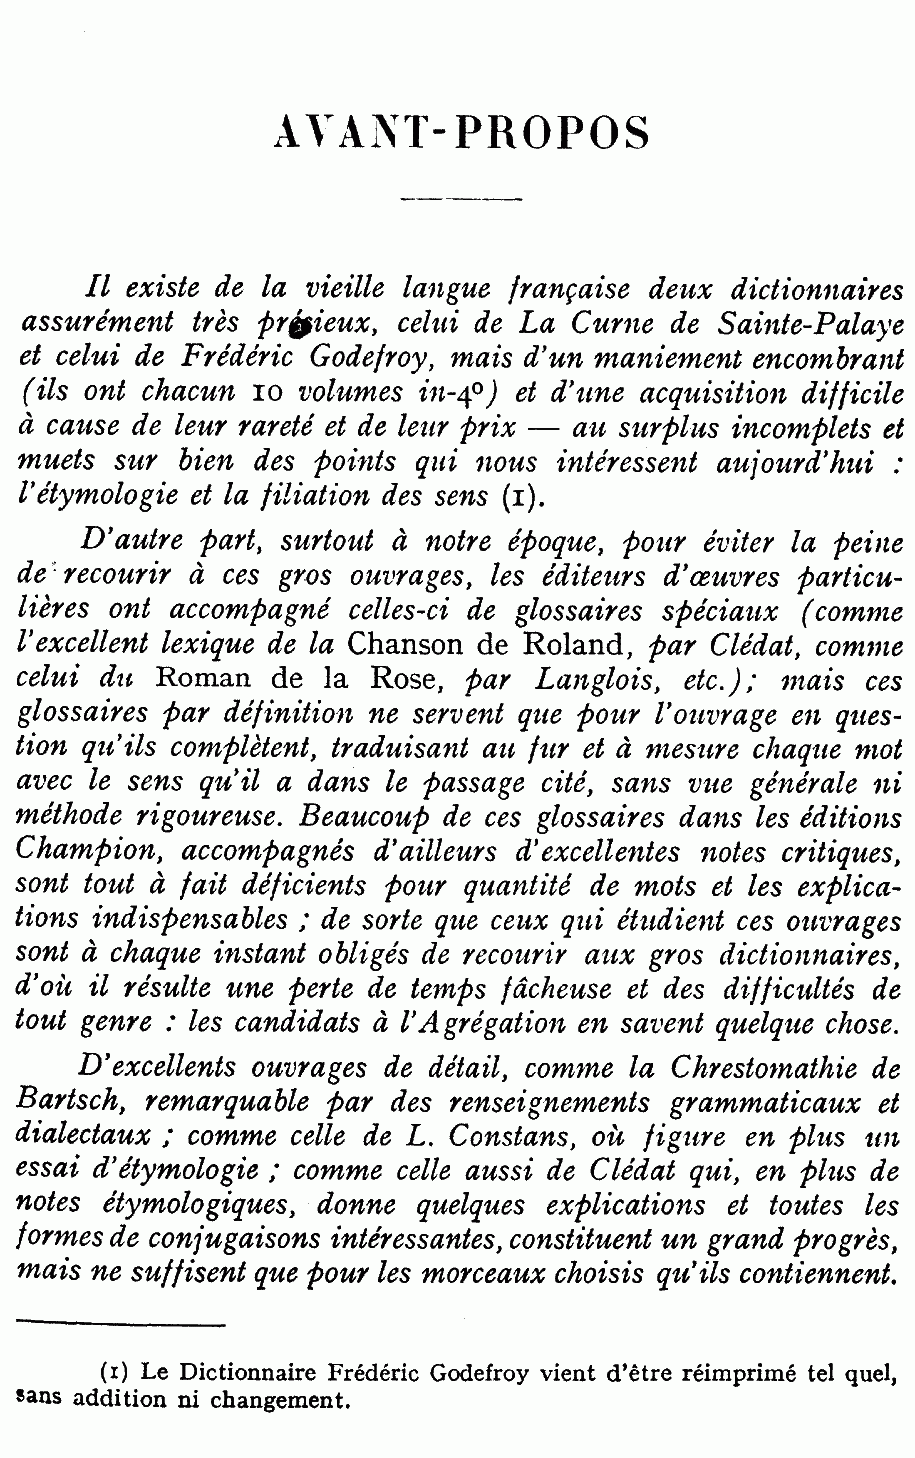 AVANT-PROPOS
Il existe de la vieille langue française deux dictionnaires
assurément très précieux, celui de La Curne de Sainte-Palaye
et celui de Frédéric Godefroy, mais d'un maniement encombrant
(ils ont chacun 10 volumes in-4º) et d'une acquisition difficile
à cause de leur rareté et de leur prix — au surplus incomplets et
muets sur bien des points qui nous intéressent aujourd'hui :
l'étymologie et la filiation des sens (1).
D'autre part, surtout à notre époque, pour éviter la peine
de recourir à ces gros ouvrages, les éditeurs d'œuvres particu-
lières ont accompagné celles-ci de glossaires spéciaux (comme
l'excellent lexique de la Chanson de Roland, par Clédat, comme
celui du Roman de la Rose, par Langlois, etc.); mais ces
glossaires par définition ne servent que pour l'ouvrage en ques-
tion qu'ils complètent, traduisant au fur et à mesure chaque mot
avec le sens qu'il a dans le passage cité, sans vue générale ni
méthode rigoureuse. Beaucoup de ces glossaires dans les éditions
Champion, accompagnés d'ailleurs d'excellentes notes critiques,
sont tout à fait déficients pour quantité de mots et les explica-
tions indispensables ; de sorte que ceux qui étudient ces ouvrages
sont à chaque instant obligés de recourir aux gros dictionnaires,
d'où il résulte une perte de temps fâcheuse et des difficultés de
tout genre : les candidats à l'Agrégation en savent quelque chose.
D'excellents ouvrages de détail, comme la Chrestomathie de
Bartsch, remarquable par des renseignements grammaticaux et
dialectaux ; comme celle de L. Constans, où figure en plus un
essai d'étymologie ; comme celle aussi de Clédat qui, en plus de
notes étymologiques, donne quelques explications et toutes les
formes de conjugaisons intéressantes, constituent un grand progrès,
mais ne suffisent que pour les morceaux choisis qu'ils contiennent.
(1) Le Dictionnaire Frédéric Godefroy vient d'être réimprimé tel quel,
sans addition ni changement.